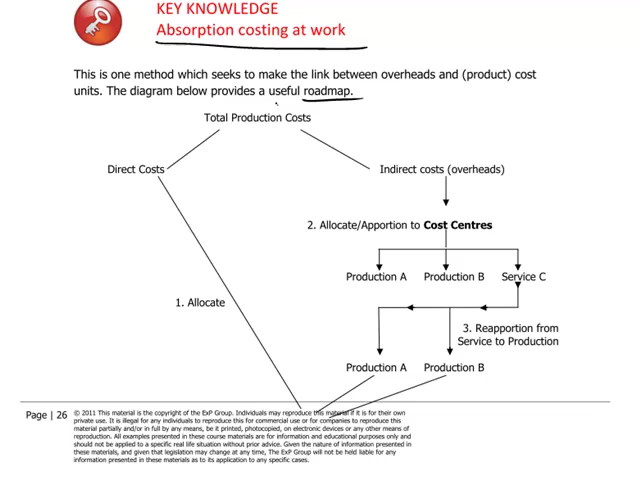 KEY KNOWLEDGE
Absorption costing at work
This is one method which seeks to make the link between overheads and (product) cost
units. The diagram below provides a useful roadmap.
Total Production Costs
Direct Costs
Indirect costs (overheads)
2. Allocate/Apportion to Cost Centres
Production A
Production B
Service C
1. Allocate
3. Reapportion from
Service to Production
Production A
Production B
Page | 26
© 2011 This material is the copyright of the ExP Group. Individuals may reproduce this material if it is for their own
private use. It is illegal for any individuals to reproduce this for commercial use or for companies to reproduce this
material partially and/or in full by any means, be it printed, photocopied, on electronic devices or any other means of
reproduction. All examples presented in these course materials are for information and educational purposes only and
should not be applied to a specific real life situation without prior advice. Given the nature of information presented in
these materials, and given that legislation may change at any time, The ExP Group will not be held liable for any
information presented in these materials as to its application to any specific cases.